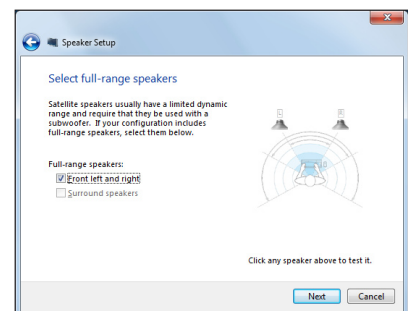 Speaker Setup
Select full-range speakers
Satellite speakers usually have a limited dynamic
range and require that they be used with a
subwoofer. If your configuration includes
full-range speakers, select them below.
L
R
Full-range speakers:
Front left and right
Surround speakers
Click any speaker above to test it.
Next
Cancel